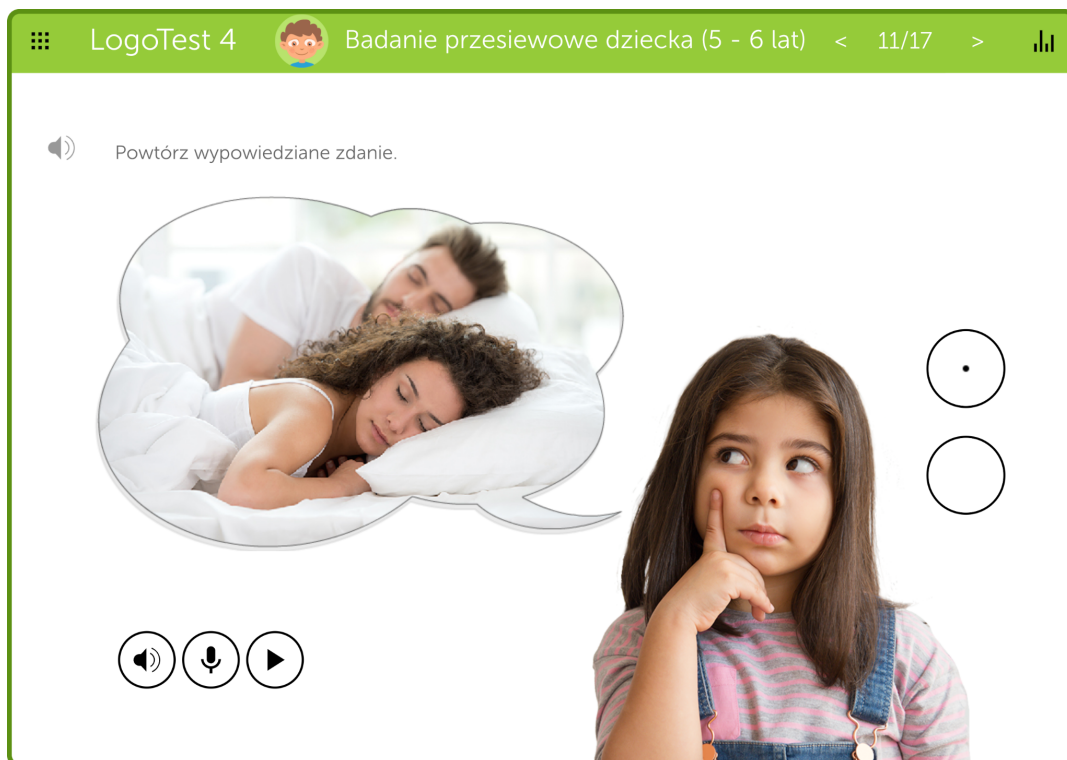 LogoTest 4 Badanie przesiewowe dziecka (5 - 6 lat) < 11/17 >
Powtórz wypowiedziane zdanie.